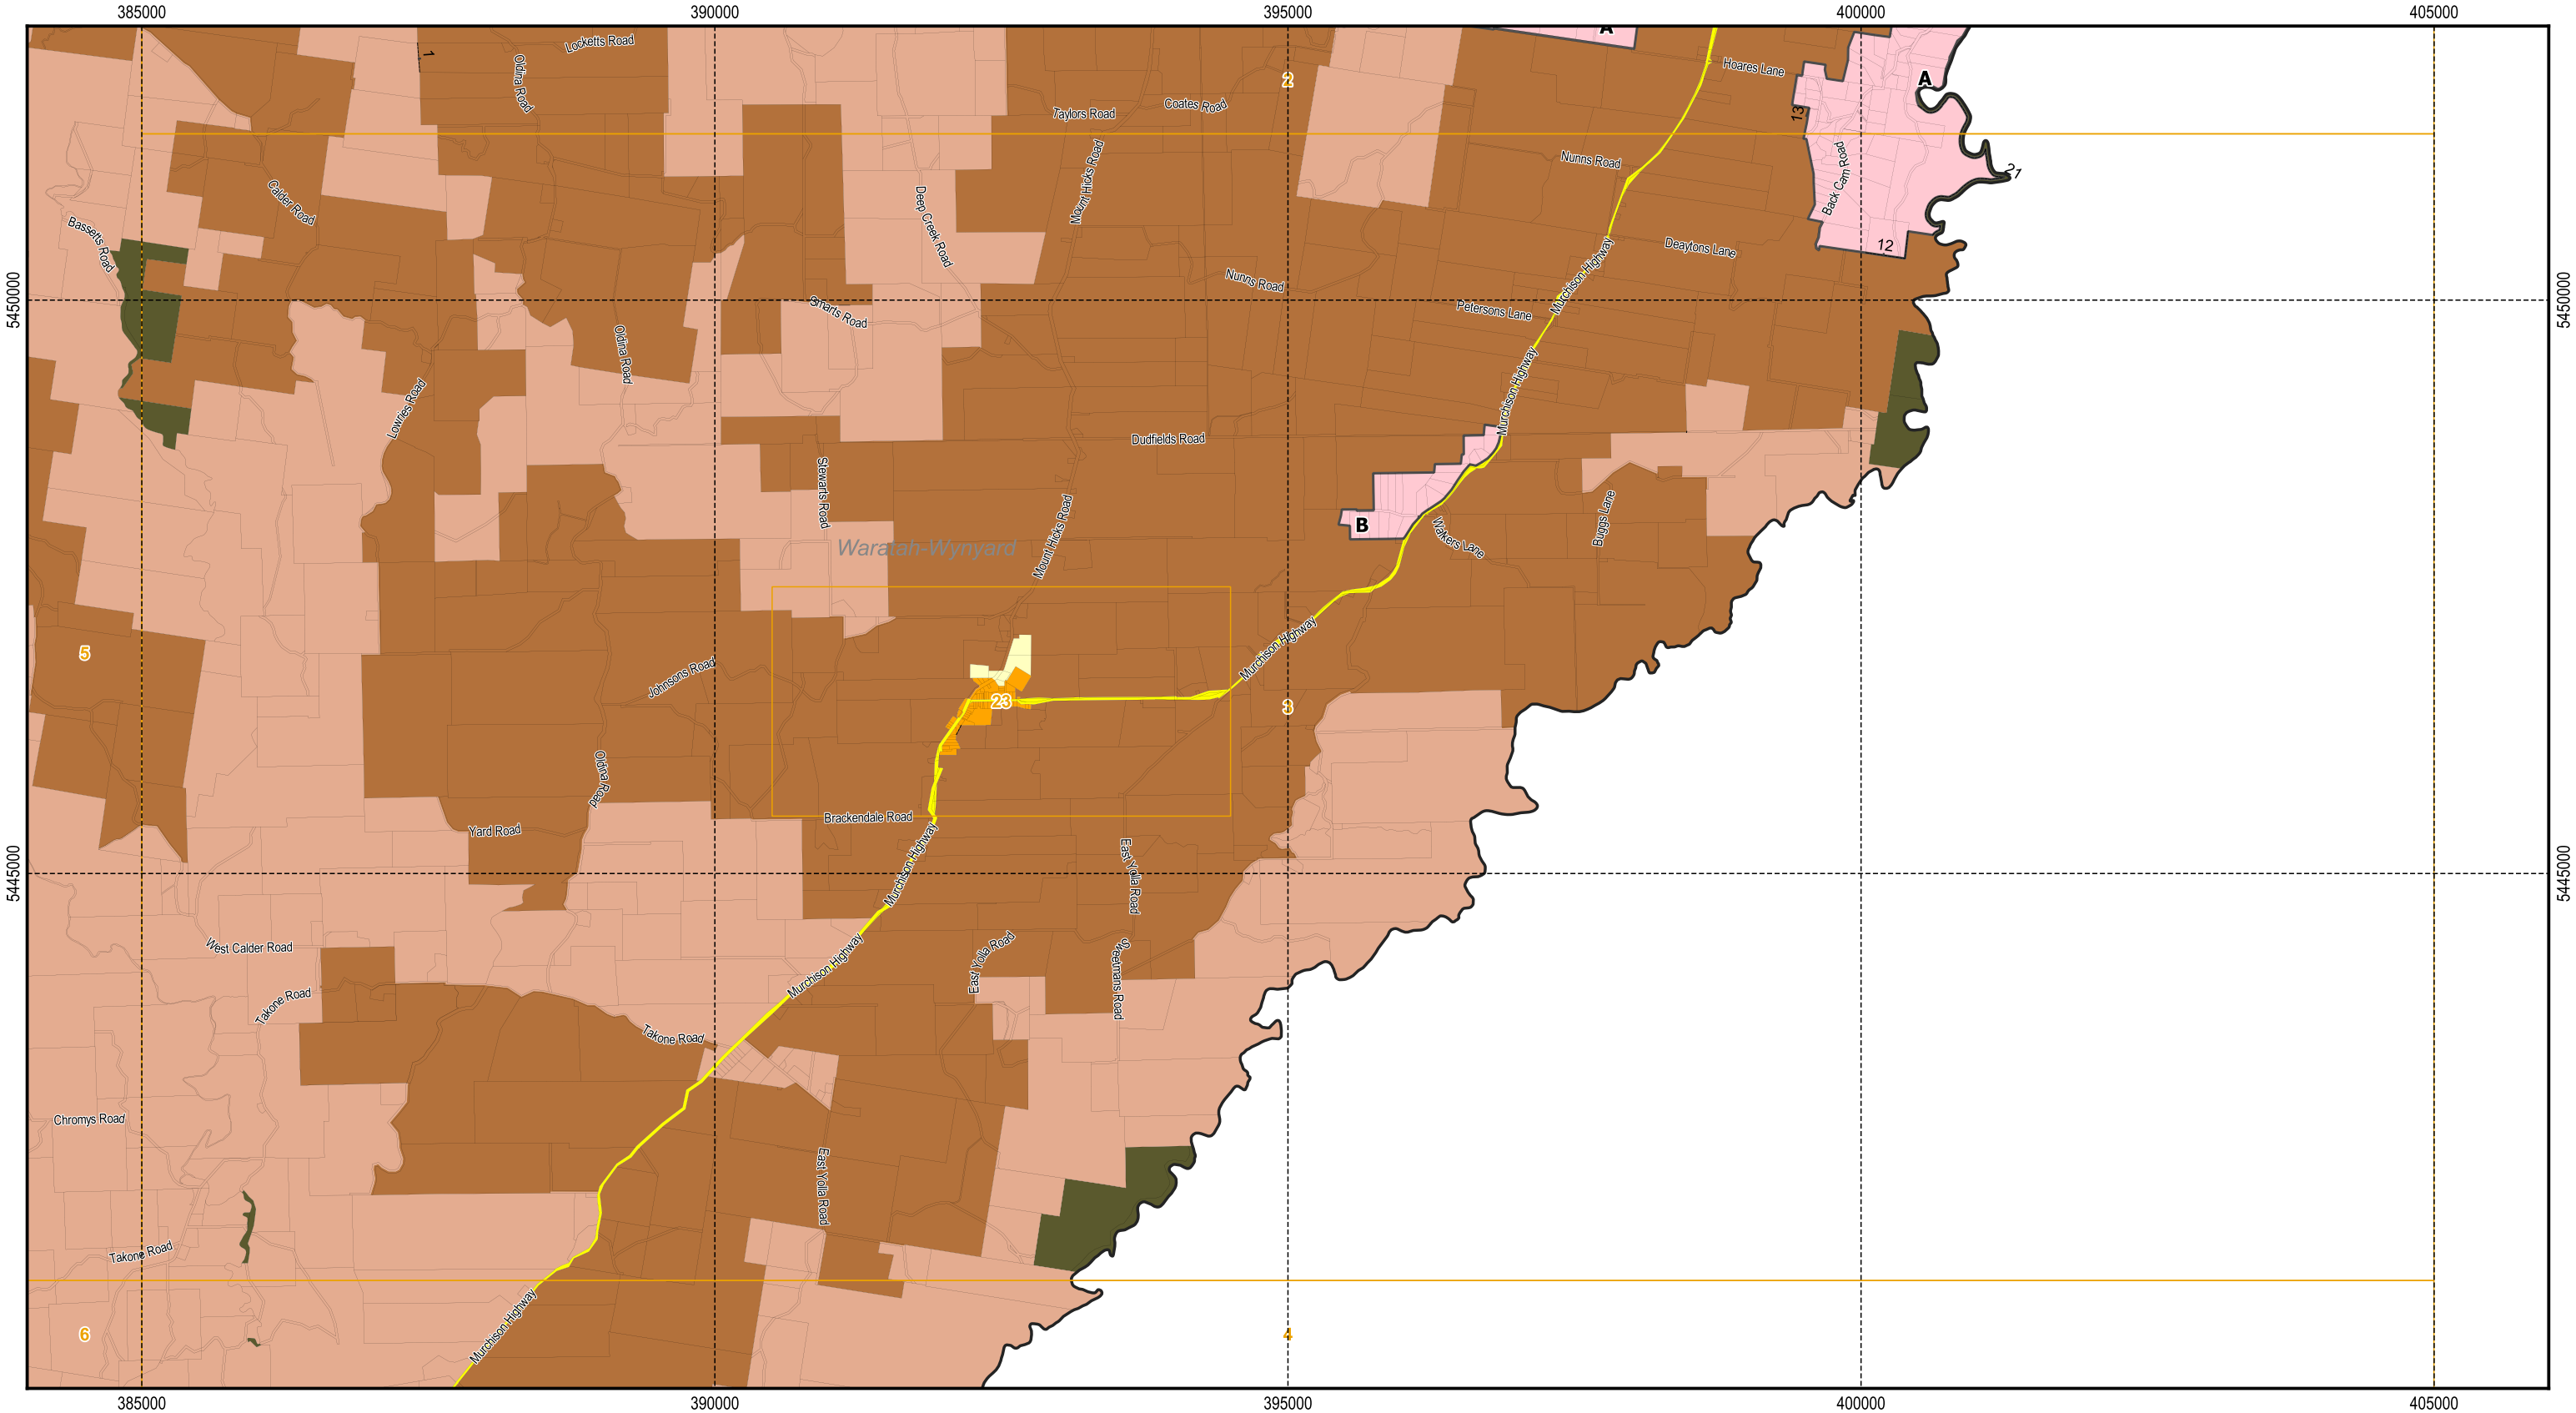 385000
390000
395000
400000
405000
A
Locketts Road
1
Oldina Road
Hoares Lane
2
A
Taylors Road
Coates Road
13
Mount Hicks Road
Nunns Road
Back Cam Road
21
Calder Road
Deep Creek Road
Bassetts Road
Deaytons Lane
12
Murchison Highway
Nunns Road
5450000
5450000
Smarts Road
Petersons Lane
Oldina Road
Murchison Highway
Lowries Road
Dudfields Road
Stewarts Road
B
Buggs Lane
Walkers Lane
Mount Hicks Road
Waratah-Wynyard
5
Murchison Highway
Johnsons Road
23
3
Oldina Road
Brackendale Road
Yard Road
Murchison Highway
East Yolla Road
5445000
5445000
West Calder Road
Murchison Highway
East Yolla Road
Sweetmans Road
Takone Road
Takone Road
Chromys Road
East Yolla Road
Takone Road
Murchison Highway
6
4
385000
390000
395000
400000
405000